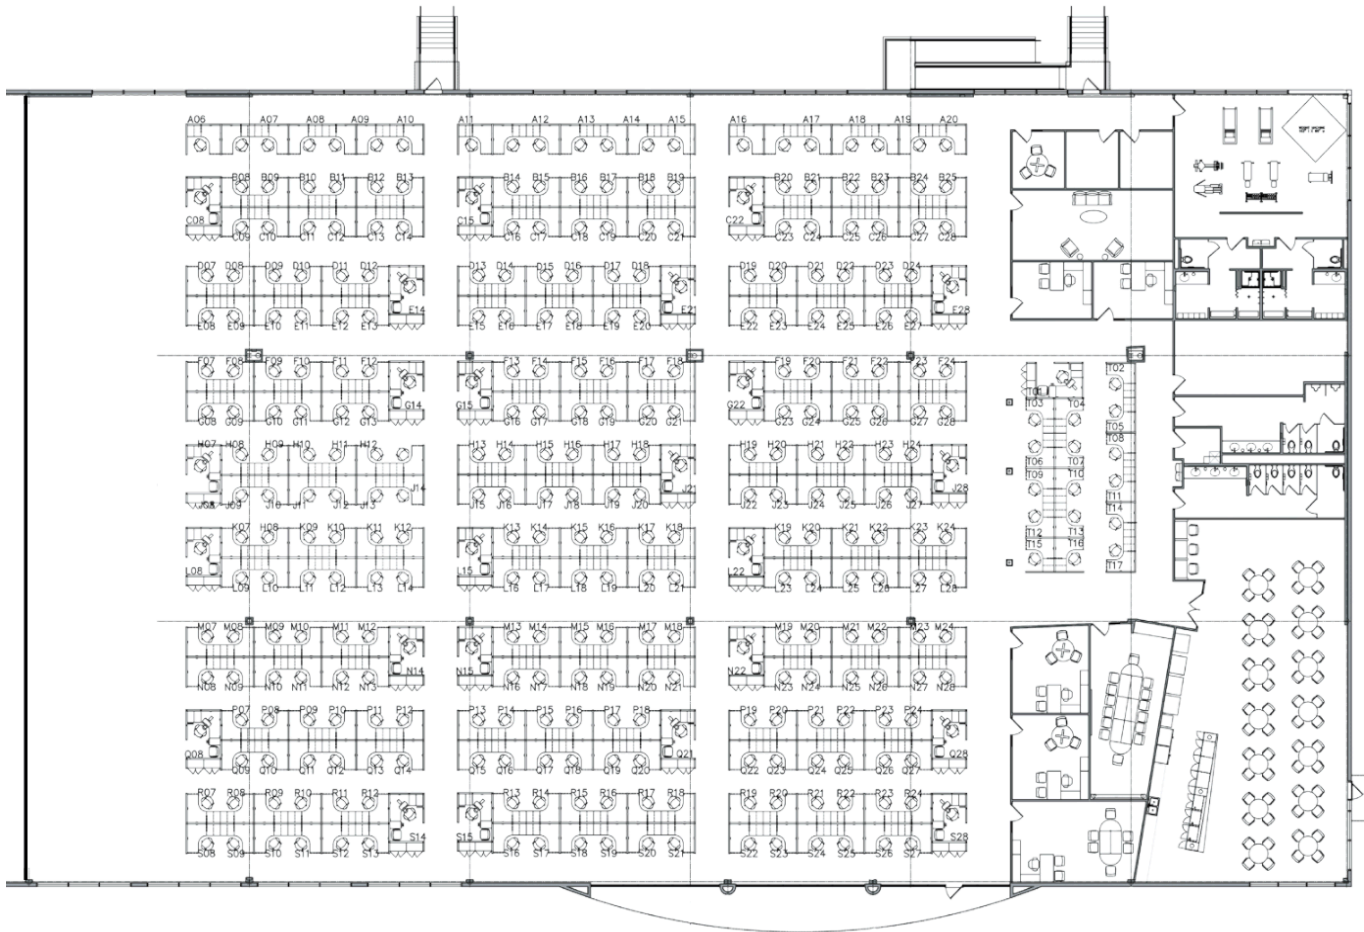 A06 A07 A08 A09 A10 A11 A12 A13 A14 A15 A16 A17 A18 A19 A20
B08 B09 B10 B11 B12 B13 B14 B15 B16 B17 B18 B19 B20 B21 B22 B23 B24 B25
C08 C15 C22
C09 C10 C11 C12 C13 C14 C16 C17 C18 C19 C20 C21 C23 C24 C25 C26 C27 C28
D07 D08 D09 D10 D11 D12 D13 D14 D15 D16 D17 D18 D19 D20 D21 D22 D23 D24
E14 E21 E28
E08 E09 E10 E11 E12 E13 E15 E16 E17 E18 E19 E20 E22 E23 E24 E25 E26 E27
F07 F08 F09 F10 F11 F12 F13 F14 F15 F16 F17 F18 F19 F20 F21 F22 F23 F24 T02
T01
G14 G15 G22 T03 T04
G08 G09 G10 G11 G12 G13 G16 G17 G18 G19 G20 G21 G23 G24 G25 G26 G27 G28 T05
T08
H07 H08 H09 H10 H11 H12 H13 H14 H15 H16 H17 H18 H19 H20 H21 H22 H23 H24
T06 T07
T09 T10
J14 J21 J28
J08 J09 J10 J11 J12 J13 J15 J16 J17 J18 J19 J20 J22 J23 J24 J25 J26 J27 T11
T14
K07 H08 K09 K10 K11 K12 K13 K14 K15 K16 K17 K18 K19 K20 K21 K22 K23 K24 T12 T13
T15 T16
L08 L15 L22 T17
L09 L10 L11 L12 L13 L14 L16 L17 L18 L19 L20 L21 L23 L24 L25 L26 L27 L28
M07 M08 M09 M10 M11 M12 M13 M14 M15 M16 M17 M18 M19 M20 M21 M22 M23 M24
N14 N15 N22
N08 N09 N10 N11 N12 N13 N16 N17 N18 N19 N20 N21 N23 N24 N25 N26 N27 N28
P07 P08 P09 P10 P11 P12 P13 P14 P15 P16 P17 P18 P19 P20 P21 P22 P23 P24
Q08 Q21 Q28
Q09 Q10 Q11 Q12 Q13 Q14 Q15 Q16 Q17 Q18 Q19 Q20 Q22 Q23 Q24 Q25 Q26 Q27
R07 R08 R09 R10 R11 R12 R13 R14 R15 R16 R17 R18 R19 R20 R21 R22 R23 R24
S14 S15 S28
S08 S09 S10 S11 S12 S13 S16 S17 S18 S19 S20 S21 S22 S23 S24 S25 S26 S27